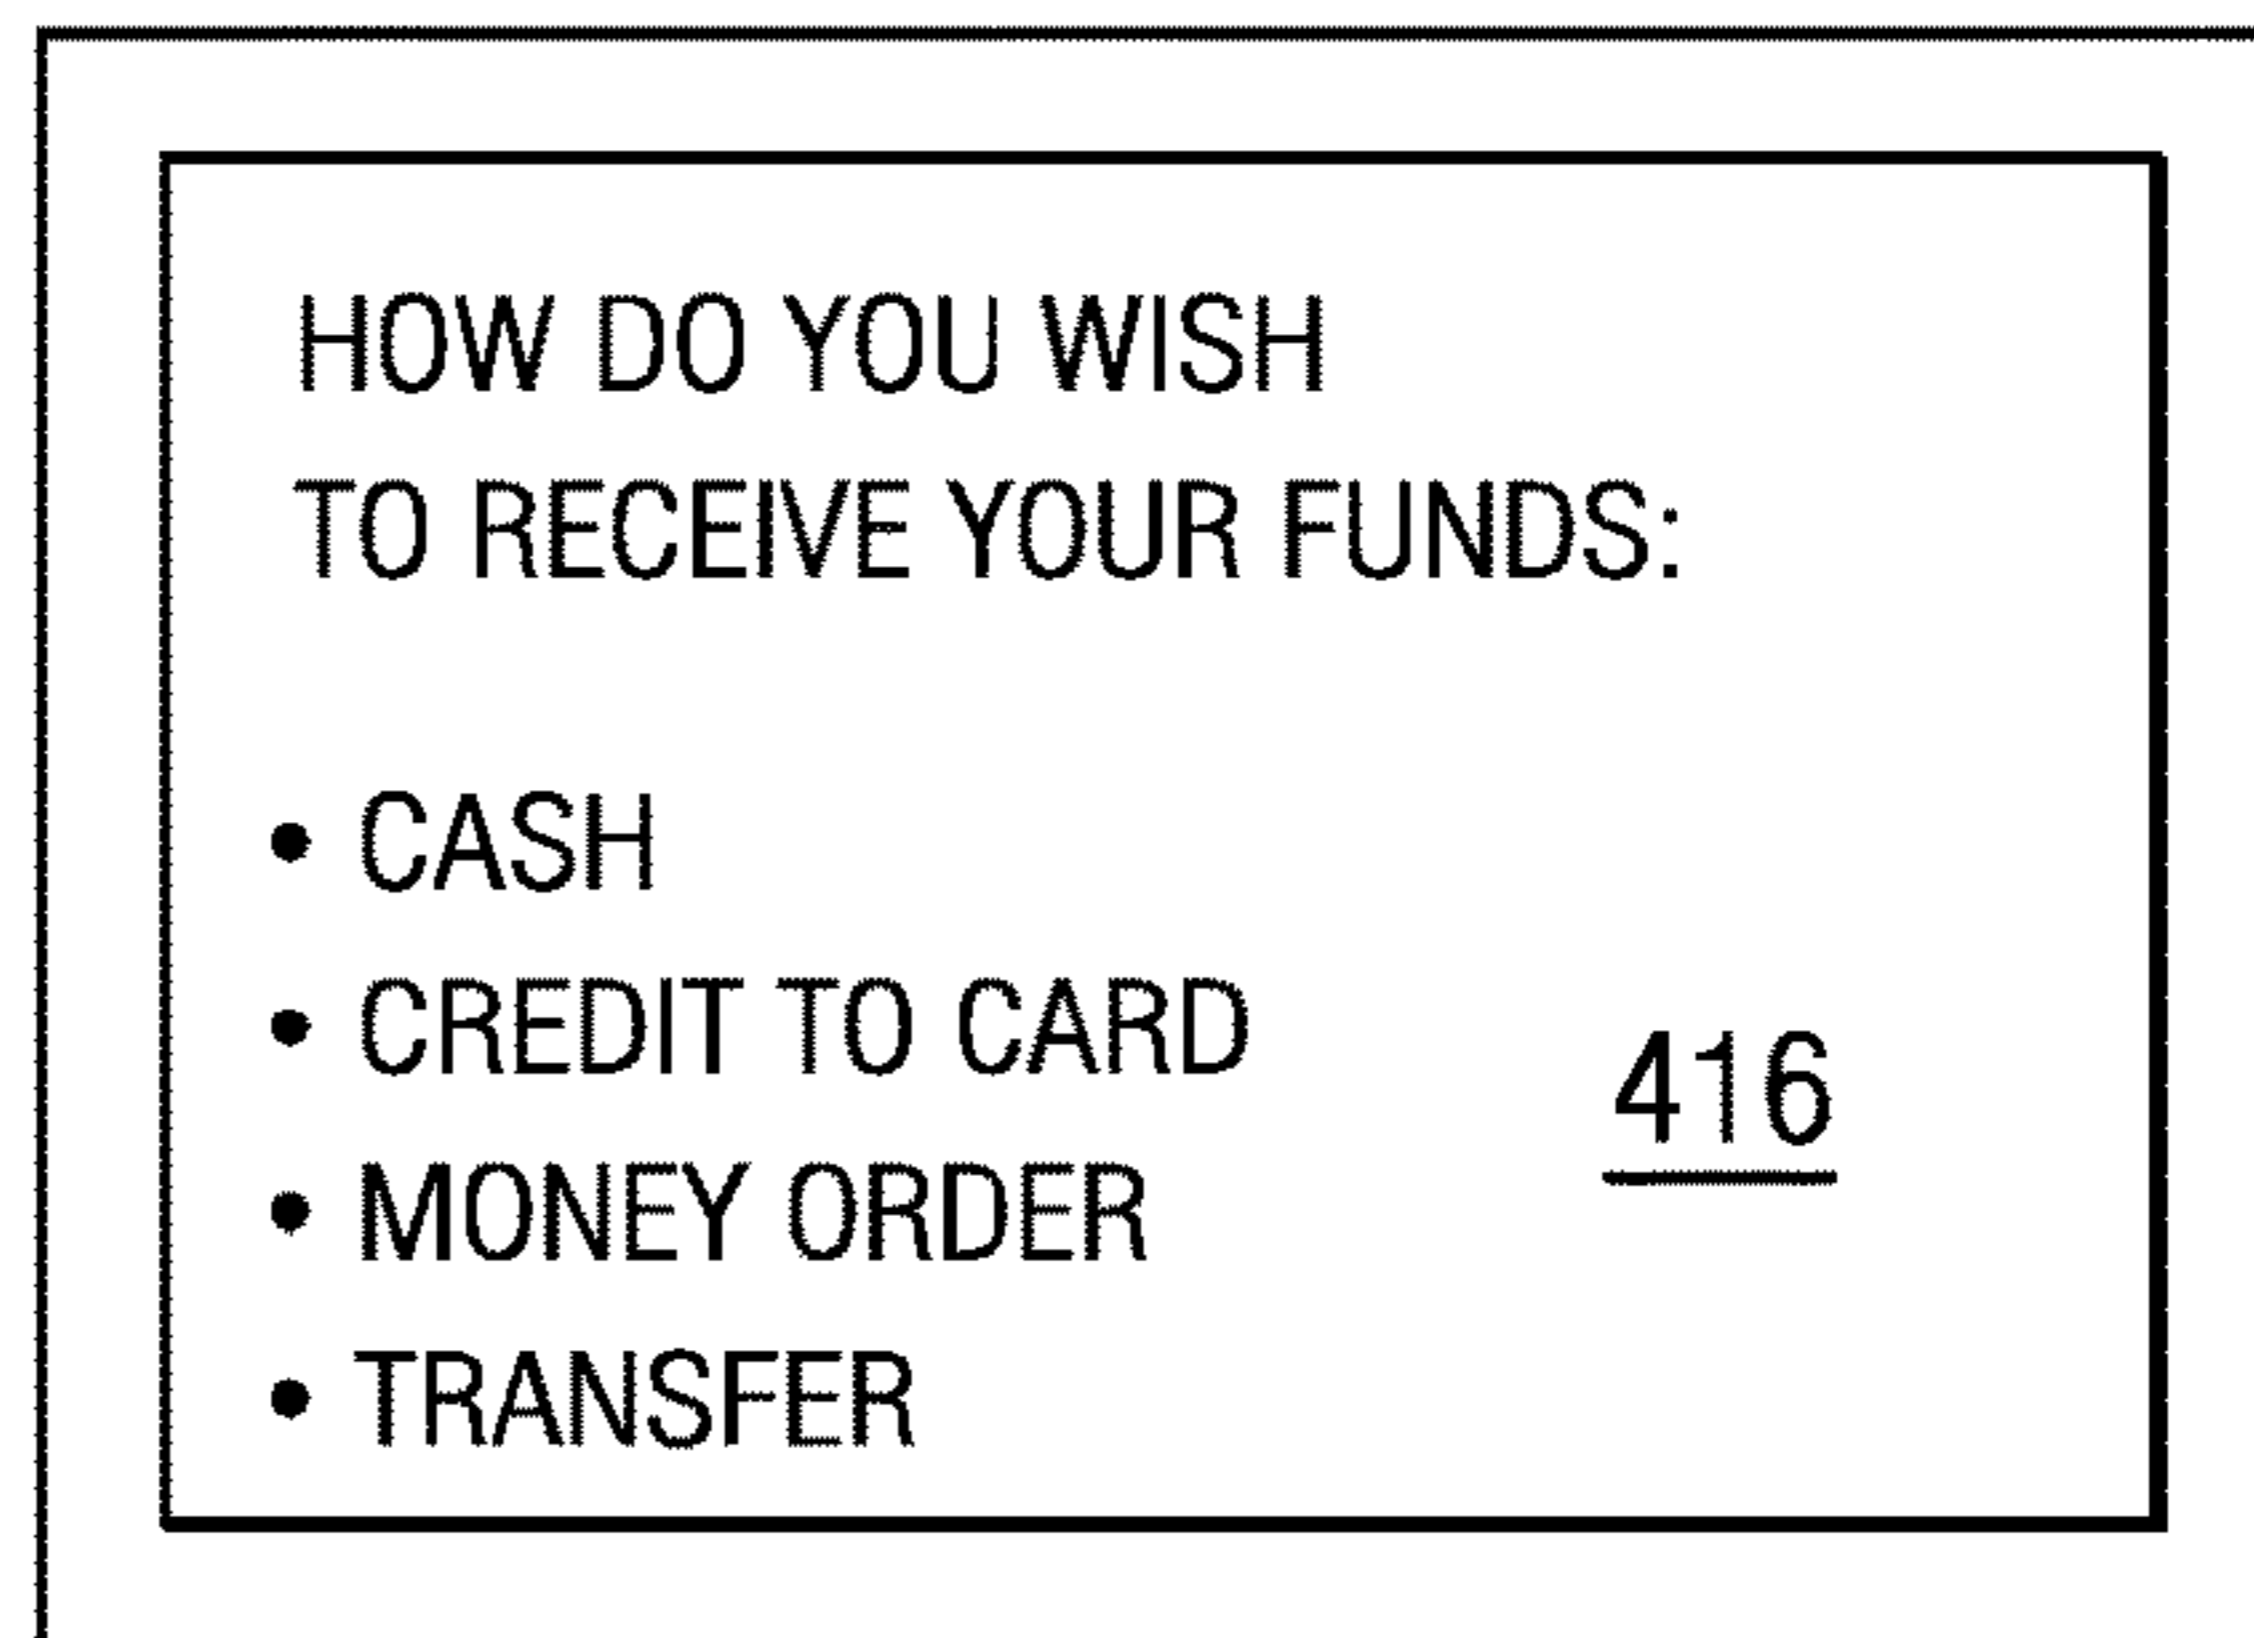 HOW DO YOU WISH
TO RECEIVE YOUR FUNDS:
• CASH
• CREDIT TO CARD
• MONEY ORDER
• TRANSFER
416